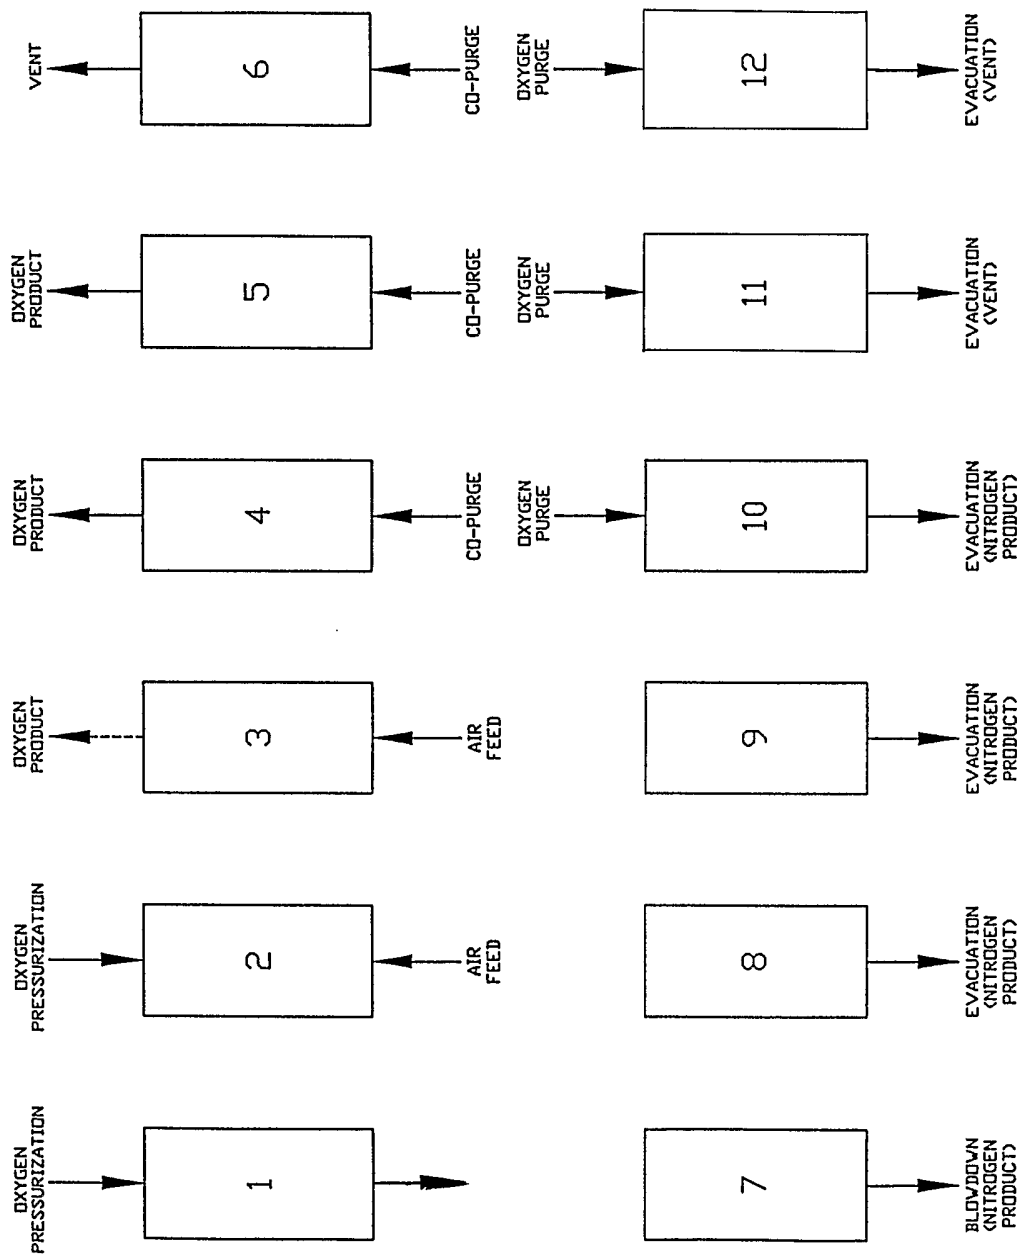 OXYGEN
PRESSURIZATION
1
OXYGEN
PRESSURIZATION
2
AIR
FEED
OXYGEN
PRODUCT
3
AIR
FEED
OXYGEN
PRODUCT
4
CO-PURGE
OXYGEN
PRODUCT
5
CO-PURGE
VENT
6
CO-PURGE
7
BLOWDOWN
(NITROGEN
PRODUCT)
8
EVACUATION
(NITROGEN
PRODUCT)
9
EVACUATION
(NITROGEN
PRODUCT)
OXYGEN
PURGE
10
EVACUATION
(NITROGEN
PRODUCT)
OXYGEN
PURGE
11
EVACUATION
(VENT)
OXYGEN
PURGE
12
EVACUATION
(VENT)